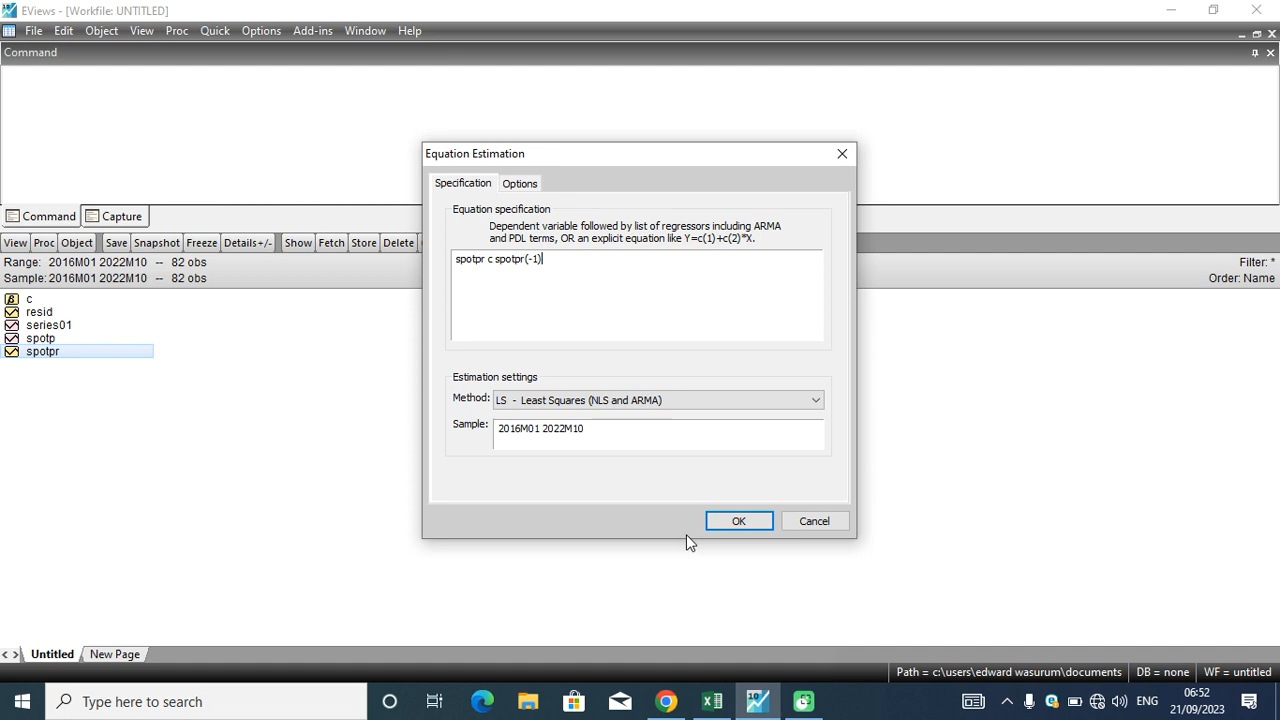 EViews - [Workfile: UNTITLED]
File Edit Object View Proc Quick Options Add-ins Window Help
Command
Command Capture
View Proc Object Save Snapshot Freeze Details+/- Show Fetch Store Delete
Range: 2016M01 2022M10 -- 82 obs
Filter: *
Sample: 2016M01 2022M10 -- 82 obs
Order: Name
c
resid
series01
spotp
spotpr
Equation Estimation
Specification Options
Equation specification
Dependent variable followed by list of regressors including ARMA
and PDL terms, OR an explicit equation like Y=c(1)+c(2)*X.
spotpr c spotpr(-1)
Estimation settings
Method: LS - Least Squares (NLS and ARMA)
Sample: 2016M01 2022M10
OK Cancel
Untitled New Page
Path = c:\users\edward wasurum\documents DB = none WF = untitled
Type here to search
ENG
06:52
21/09/2023